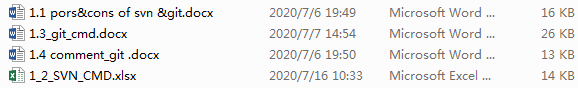 1.1 pors&cons of svn &git.docx 2020/7/6 19:49 Microsoft Word ... 16 KB
1.3_git_cmd.docx 2020/7/7 14:54 Microsoft Word ... 26 KB
1.4 comment_git .docx 2020/7/6 19:50 Microsoft Word ... 13 KB
1_2_SVN_CMD.xlsx 2020/7/16 10:33 Microsoft Excel ... 14 KB